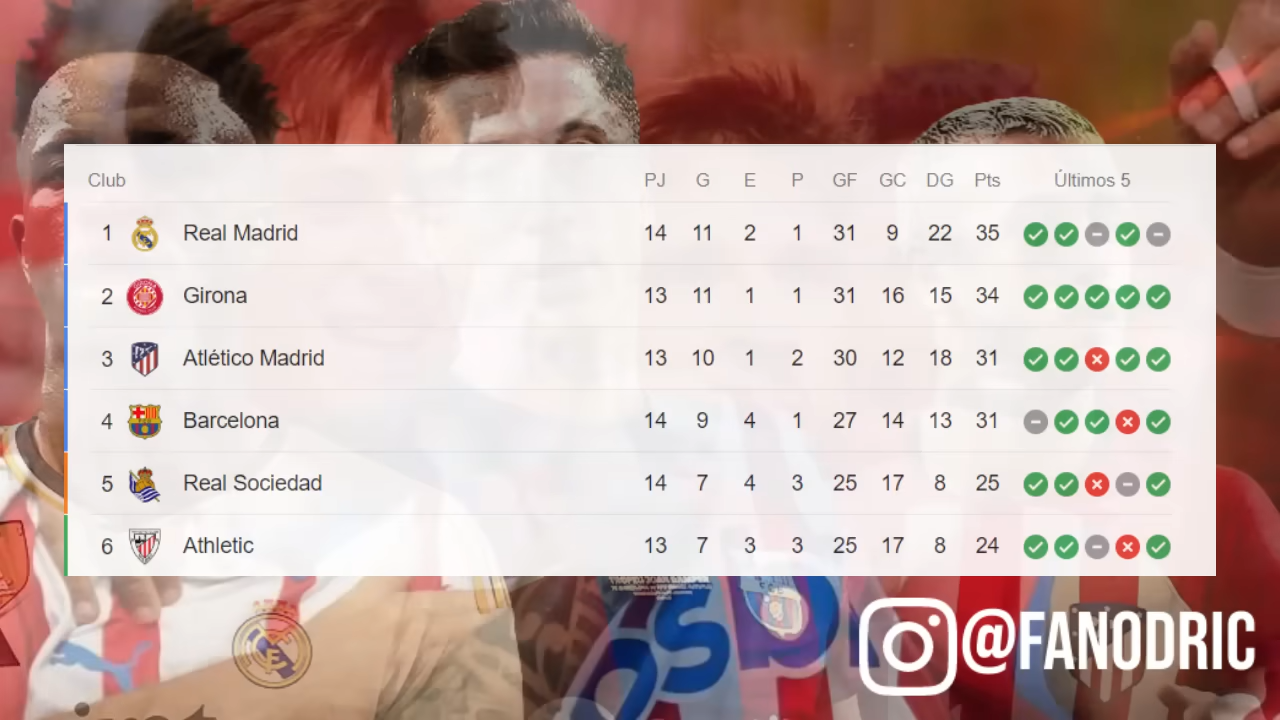 Club PJ G E P GF GC DG Pts Últimos 5
1 Real Madrid 14 11 2 1 31 9 22 35
2 Girona 13 11 1 1 31 16 15 34
3 Atlético Madrid 13 10 1 2 30 12 18 31
4 Barcelona 14 9 4 1 27 14 13 31
5 Real Sociedad 14 7 4 3 25 17 8 25
6 Athletic 13 7 3 3 25 17 8 24
@FANODRIC